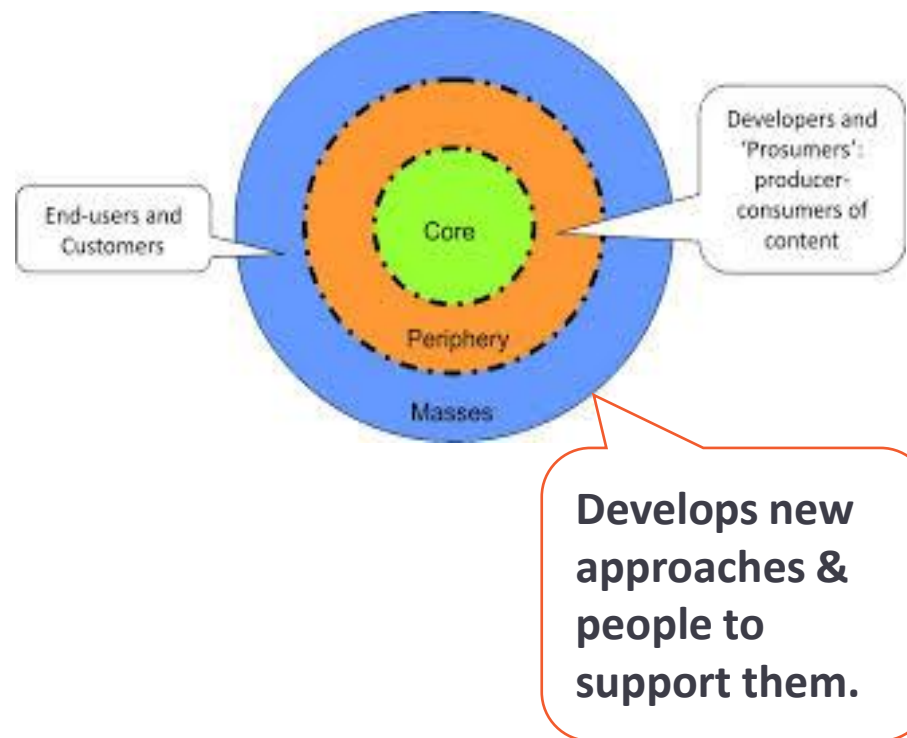 End-users and
Customers
Core
Periphery
Masses
Developers and
'Prosumers':
producer-
consumers of
content
Develops new
approaches &
people to
support them.